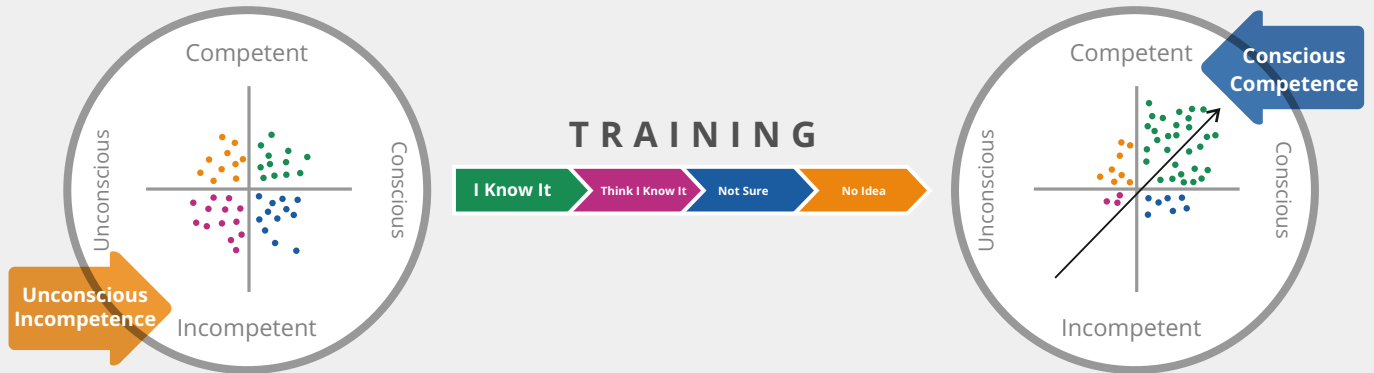 Competent
Unconscious
Conscious
Incompetent
Unconscious
Incompetence
TRAINING
I Know It
Think I Know It
Not Sure
No Idea
Competent
Unconscious
Conscious
Incompetent
Conscious
Competence